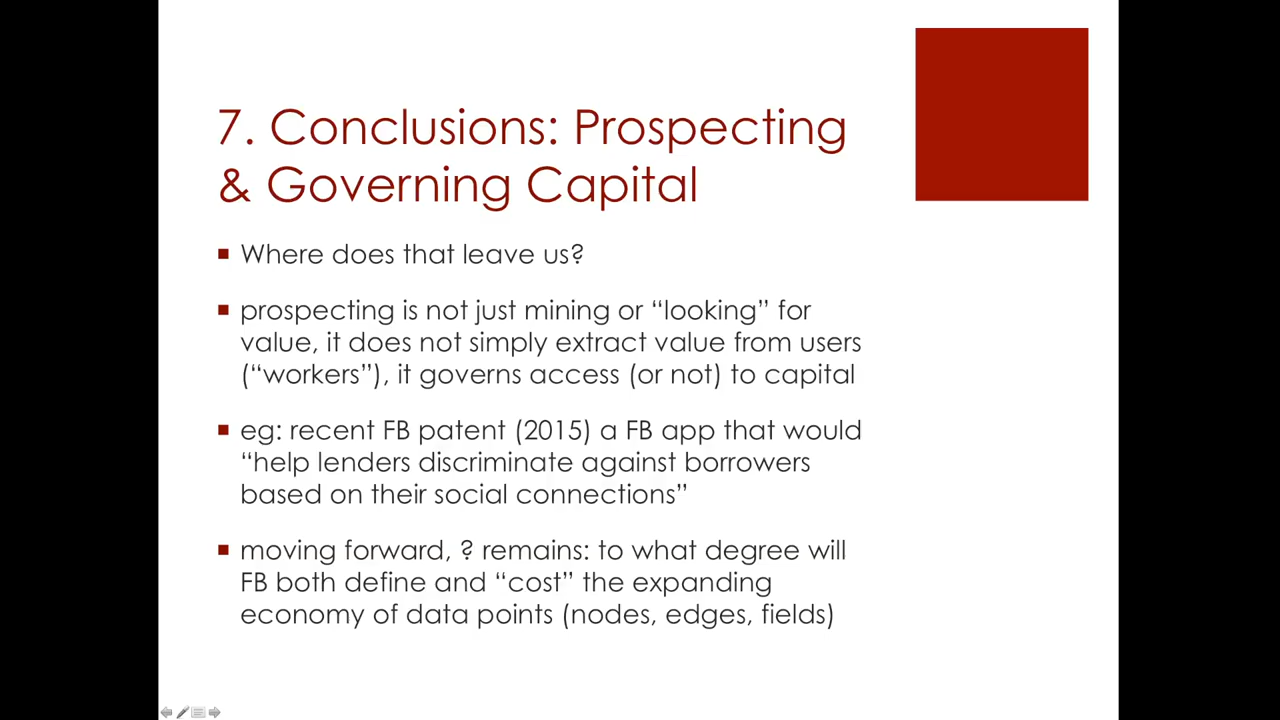 7. Conclusions: Prospecting
& Governing Capital
Where does that leave us?
prospecting is not just mining or “looking” for
value, it does not simply extract value from users
(“workers”), it governs access (or not) to capital
eg: recent FB patent (2015) a FB app that would
“help lenders discriminate against borrowers
based on their social connections”
moving forward, ? remains: to what degree will
FB both define and “cost” the expanding
economy of data points (nodes, edges, fields)